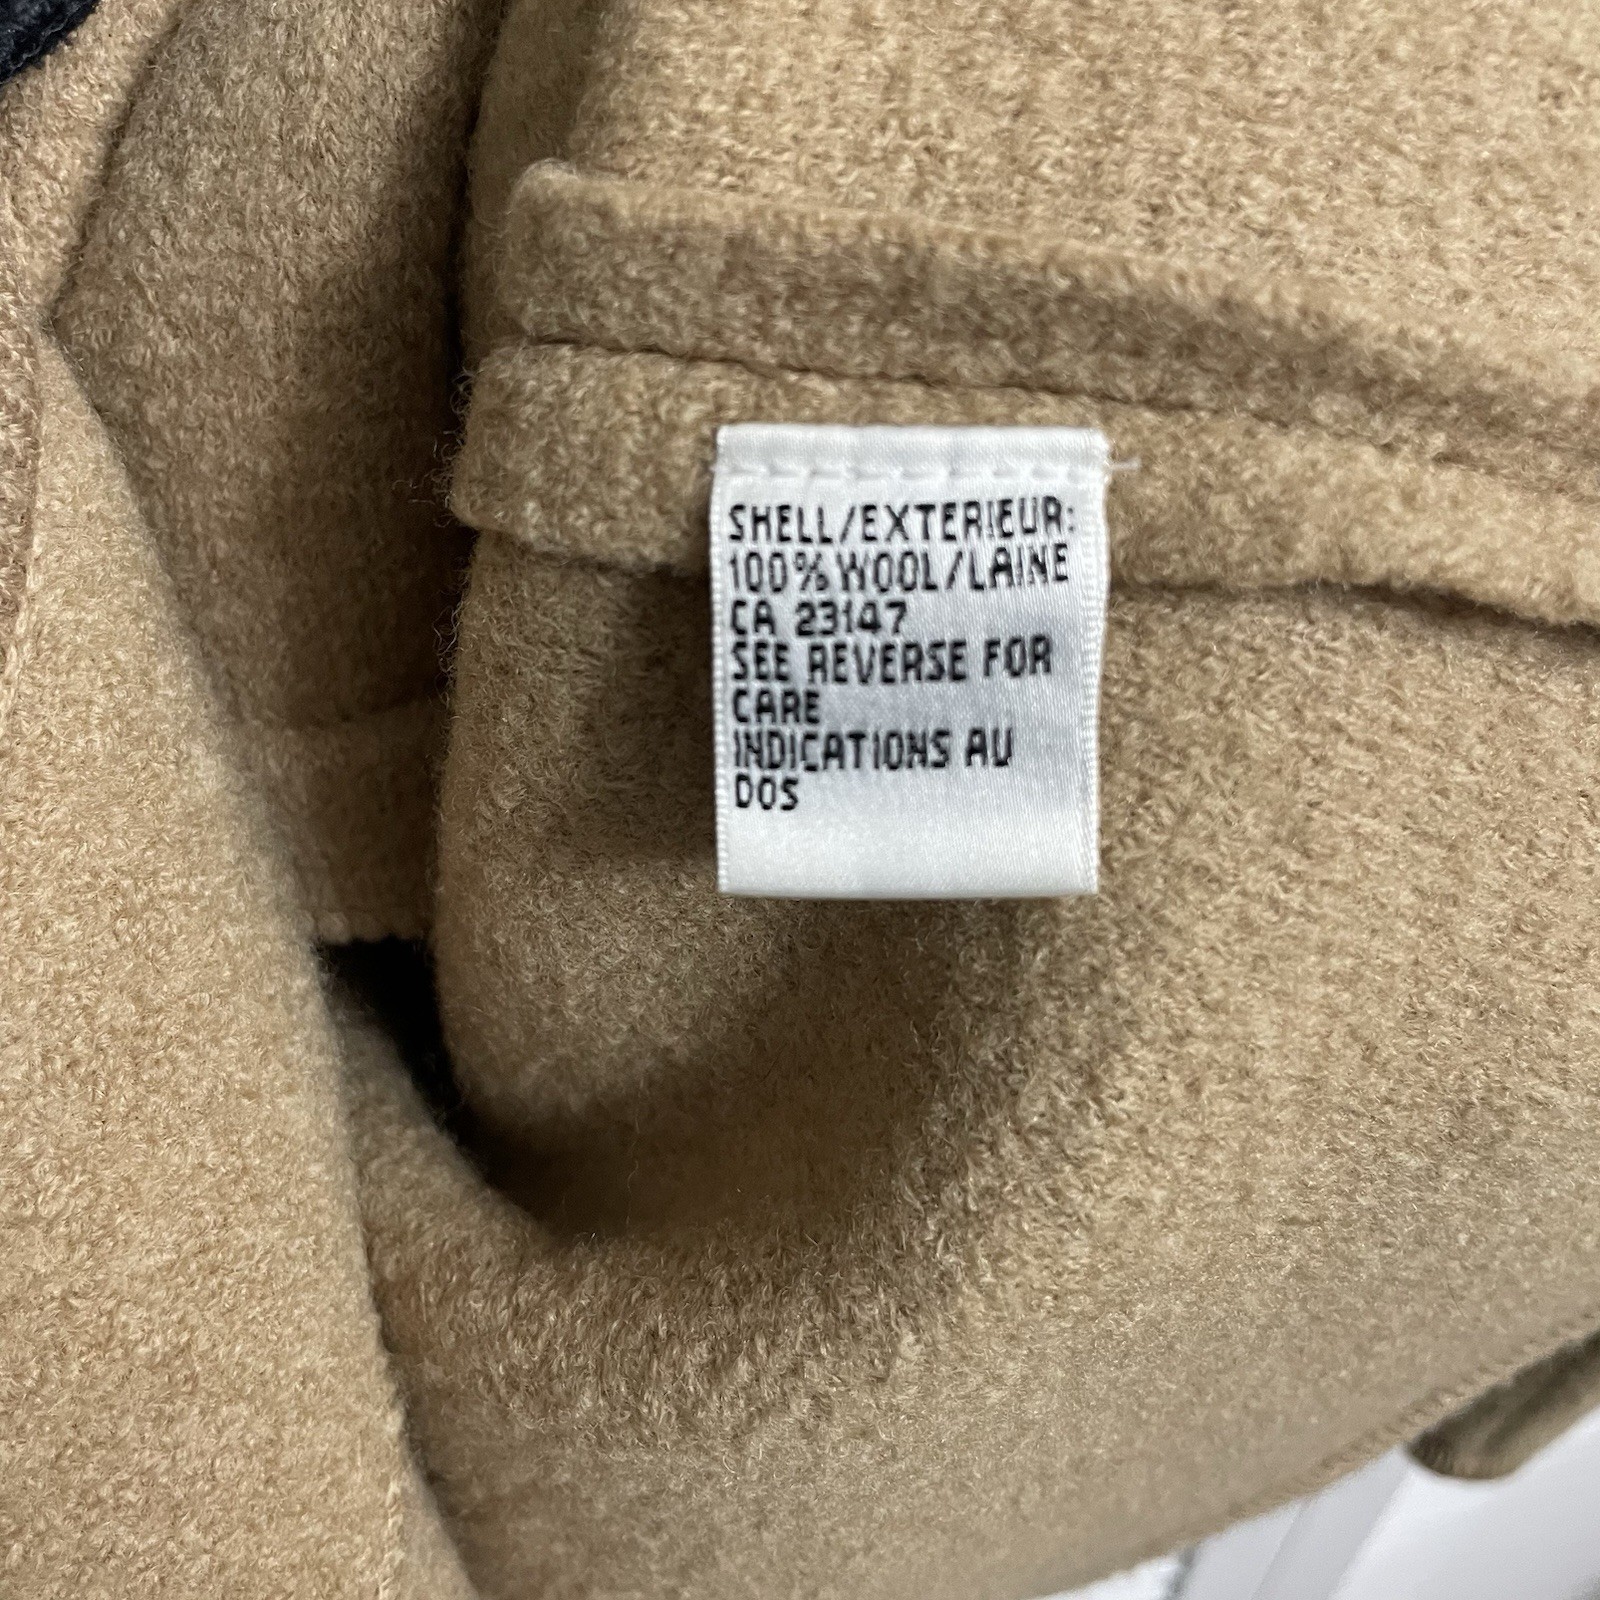 SHELL/EXTERIEUR:
100% WOOL/LAINE
CA 23147
SEE REVERSE FOR
CARE
INDICATIONS AU
DOS